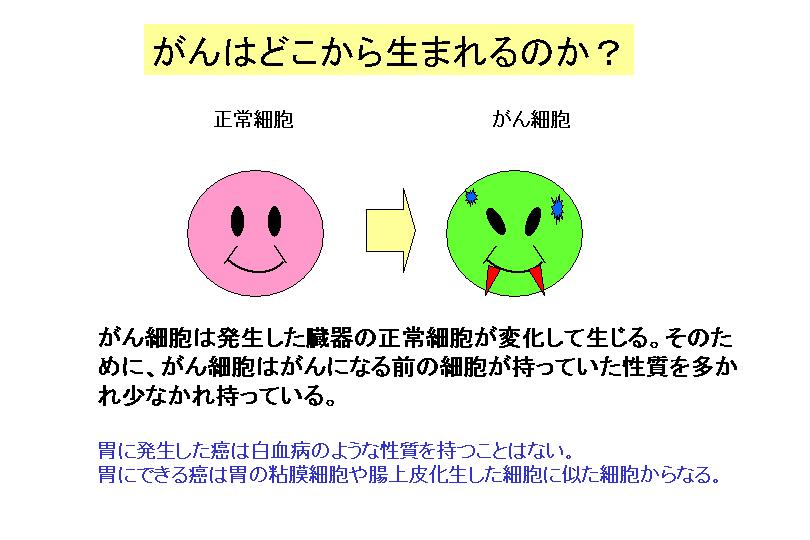 がんはどこから生まれるのか？
正常細胞
がん細胞
がん細胞は発生した臓器の正常細胞が変化して生じる。そのた
めに、がん細胞はがんになる前の細胞が持っていた性質を多か
れ少なかれ持っている。
胃に発生した癌は白血病のような性質を持つことはない。
胃にできる癌は胃の粘膜細胞や腸上皮化生した細胞に似た細胞からなる。